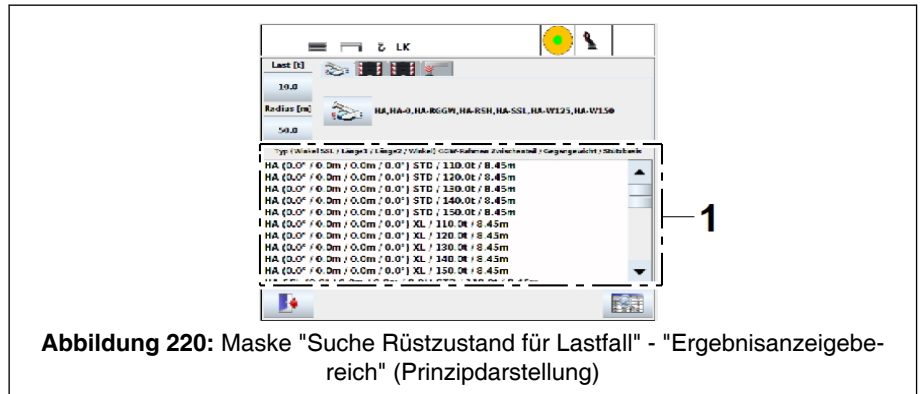 LK
Last [t]
10.0
Radius [m]
HA,HA-0,HA-RGGW,HA-RSH,HA-SSL,HA-W125,HA-W150
50.0
Typ (Winkel SSL / Länge1 / Länge2 / Winkel) GGW-Rahmen Zwischenteil / Gegengewicht / Stützbasis
HA (0.0° / 0.0m / 0.0m / 0.0°) STD / 110.0t / 8.45m
HA (0.0° / 0.0m / 0.0m / 0.0°) STD / 120.0t / 8.45m
HA (0.0° / 0.0m / 0.0m / 0.0°) STD / 130.0t / 8.45m
HA (0.0° / 0.0m / 0.0m / 0.0°) STD / 140.0t / 8.45m
HA (0.0° / 0.0m / 0.0m / 0.0°) STD / 150.0t / 8.45m
HA (0.0° / 0.0m / 0.0m / 0.0°) XL / 110.0t / 8.45m
HA (0.0° / 0.0m / 0.0m / 0.0°) XL / 120.0t / 8.45m
HA (0.0° / 0.0m / 0.0m / 0.0°) XL / 130.0t / 8.45m
HA (0.0° / 0.0m / 0.0m / 0.0°) XL / 140.0t / 8.45m
HA (0.0° / 0.0m / 0.0m / 0.0°) XL / 150.0t / 8.45m
1
Abbildung 220: Maske "Suche Rüstzustand für Lastfall" - "Ergebnisanzeigebe-
reich" (Prinzipdarstellung)